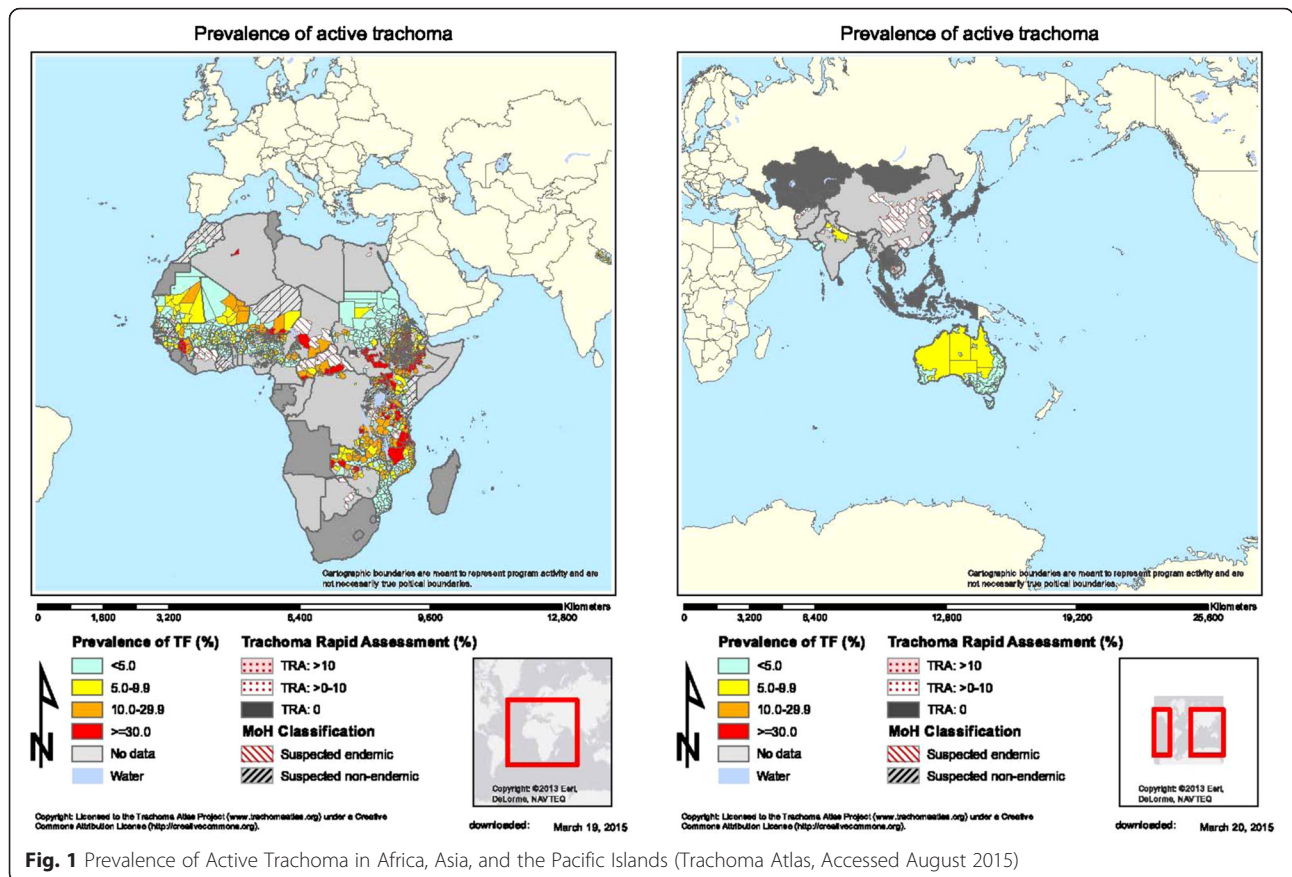 Prevalence of active trachoma
Cartographic boundaries are meant to represent program activity and are
not necessarily true political boundaries.
Kilometers
0 1,600 3,200 6,400 9,600 12,800
Prevalence of TF (%)
<5.0
5.0-9.9
10.0-29.9
>=30.0
No data
Water
Trachoma Rapid Assessment (%)
TRA: >10
TRA: >0-10
TRA: 0
MoH Classification
Suspected endemic
Suspected non-endemic
N
Copyright: ©2013 Esri,
DeLorme, NAVTEQ
Copyright: Licensed to the Trachoma Atlas Project (www.trachomaatlas.org) under a Creative
Commons Attribution License (http://creativecommons.org).
downloaded: March 19, 2015
Prevalence of active trachoma
Cartographic boundaries are meant to represent program activity and are
not necessarily true political boundaries.
Kilometers
0 3,200 6,400 12,800 19,200 25,600
Prevalence of TF (%)
<5.0
5.0-9.9
10.0-29.9
>=30.0
No data
Water
Trachoma Rapid Assessment (%)
TRA: >10
TRA: >0-10
TRA: 0
MoH Classification
Suspected endemic
Suspected non-endemic
N
Copyright: ©2013 Esri,
DeLorme, NAVTEQ
Copyright: Licensed to the Trachoma Atlas Project (www.trachomaatlas.org) under a Creative
Commons Attribution License (http://creativecommons.org).
downloaded: March 20, 2015
Fig. 1 Prevalence of Active Trachoma in Africa, Asia, and the Pacific Islands (Trachoma Atlas, Accessed August 2015)